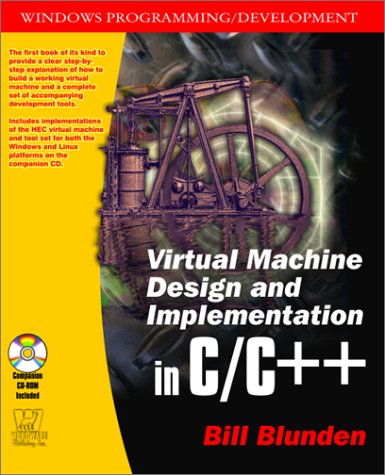 WINDOWS PROGRAMMING/DEVELOPMENT
The first book of its kind to
provide a clear step-by-
step explanation of how to
build a working virtual
machine and a complete
set of accompanying
development tools.
Includes implementations
of the HEC virtual machine
and tool set for both the
Windows and Linux
platforms on the
companion CD.
Virtual Machine
Design and
Implementation
in C/C++
Companion
CD-ROM
Included
WORDWARE
Publishing, Inc.
Bill Blunden